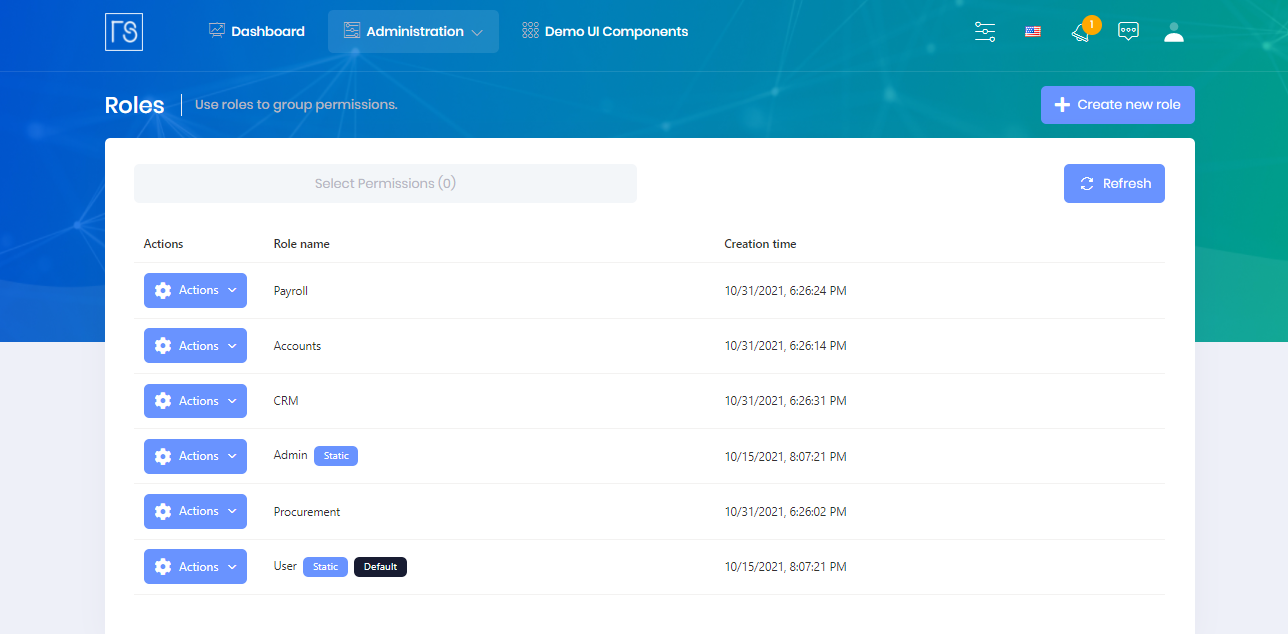 Dashboard
Administration
Demo UI Components
1
Roles
Use roles to group permissions.
Create new role
Select Permissions (0)
Refresh
Actions Role name Creation time
Actions Payroll 10/31/2021, 6:26:24 PM
Actions Accounts 10/31/2021, 6:26:14 PM
Actions CRM 10/31/2021, 6:26:31 PM
Actions Admin Static 10/15/2021, 8:07:21 PM
Actions Procurement 10/31/2021, 6:26:02 PM
Actions User Static Default 10/15/2021, 8:07:21 PM